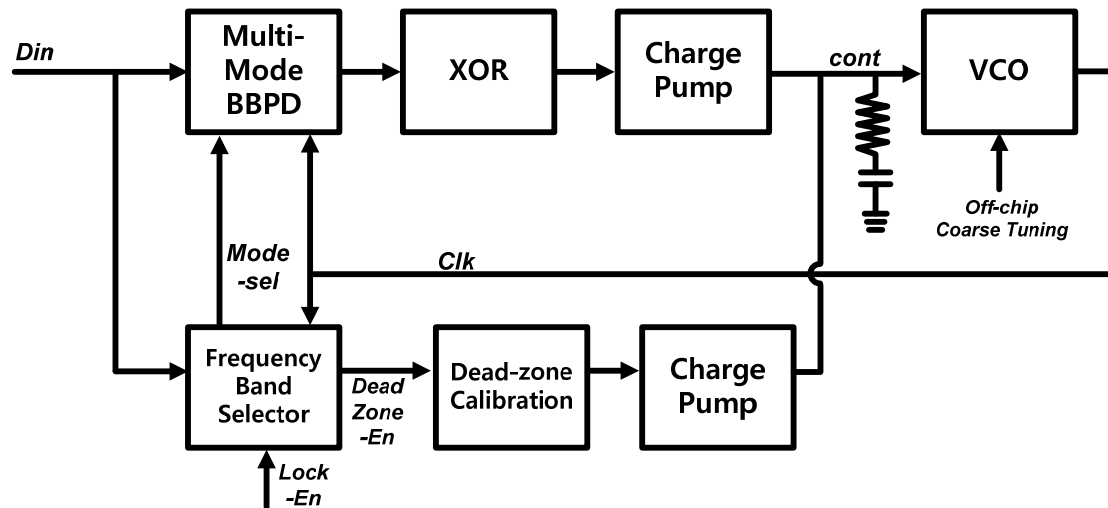 Din
Multi-
Mode
BBPD
XOR
Charge
Pump
cont
VCO
Off-chip
Coarse Tuning
Mode
-sel
Clk
Frequency
Band
Selector
Dead
Zone
-En
Dead-zone
Calibration
Charge
Pump
Lock
-En